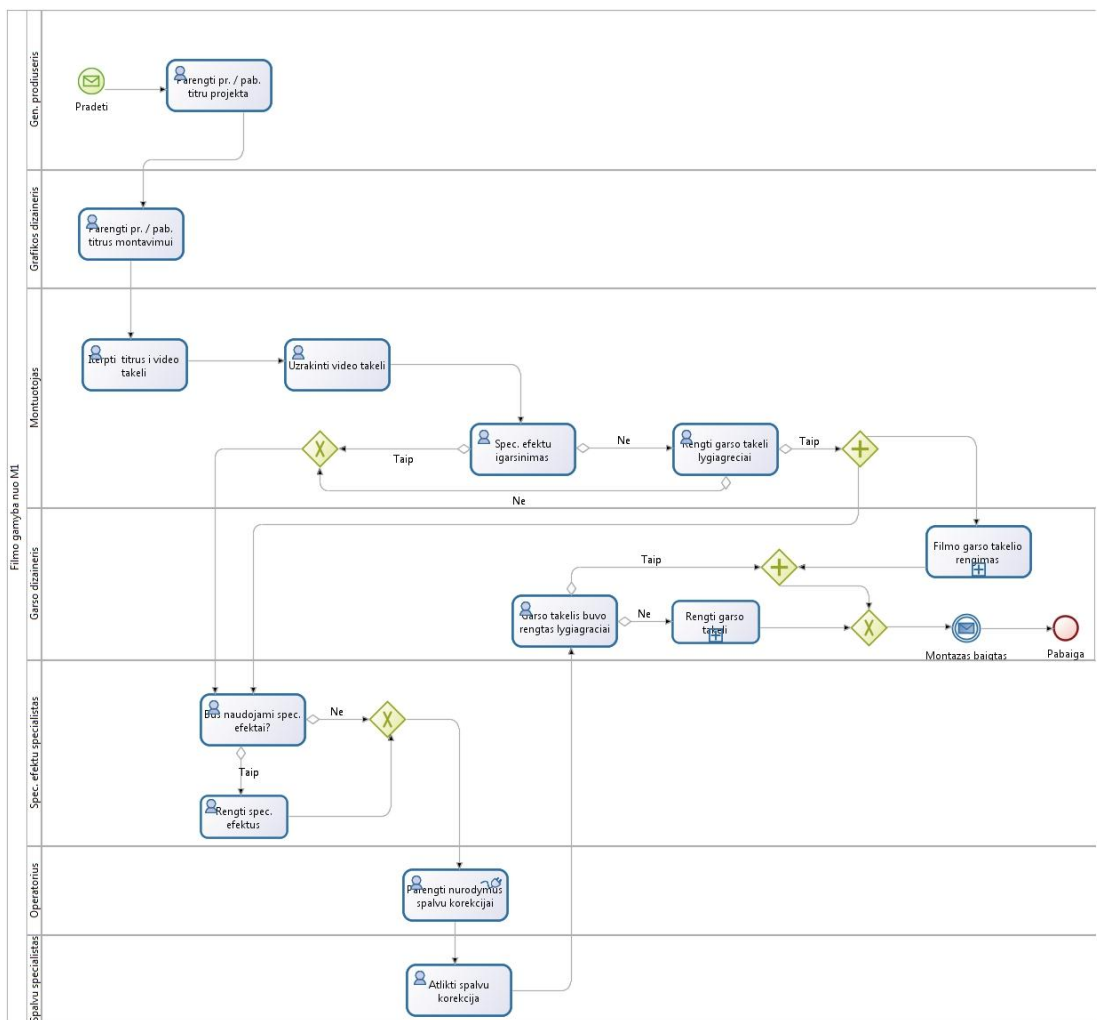 Filmo gamyba nuo M1
Gen. prodiuseris
Pradeti
Parengti pr. / pab.
titru projekta
Grafikos dizaineris
Parengti pr. / pab.
titrus montavimui
Montuotojas
Iterpti titrus i video
takeli
Uzrakinti video takeli
Spec. efektu
igarsinimas
Taip
Ne
Rengti garso takeli
lygiagreciai
Taip
Ne
Garso dizaineris
Filmo garso takelio
rengimas
Taip
Garso takelis buvo
rengtas lygiagraciai
Ne
Rengti garso
takeli
Montazas baigtas
Pabaiga
Spec. efektu specialistas
Bus naudojami spec.
efektai?
Ne
Taip
Rengti spec.
efektus
Operatorius
Parengti nurodymus
spalvu korekcijai
Spalvu specialistas
Atlikti spalvu
korekcija